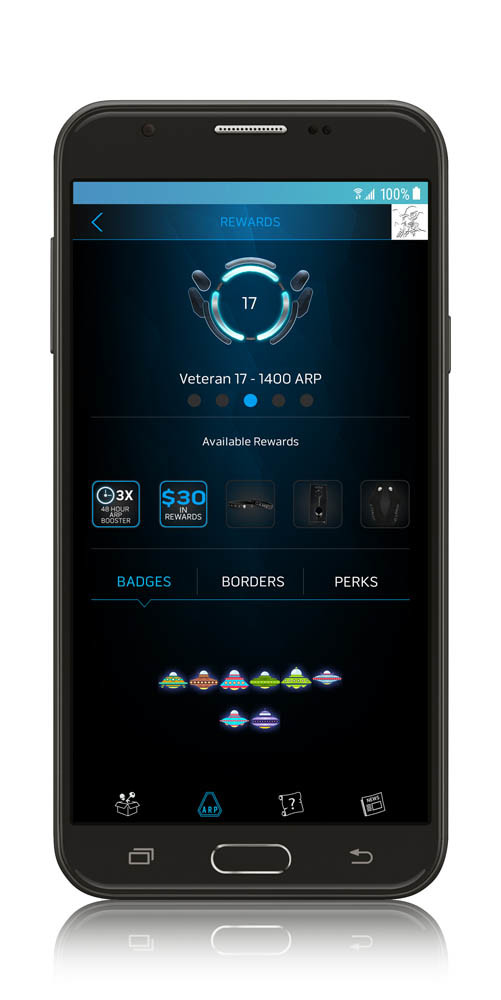 100%
REWARDS
17
Veteran 17 - 1400 ARP
Available Rewards
3X
48 HOUR
ARP
BOOSTER
$30
IN
REWARDS
BADGES BORDERS PERKS
ARP
?
NEWS